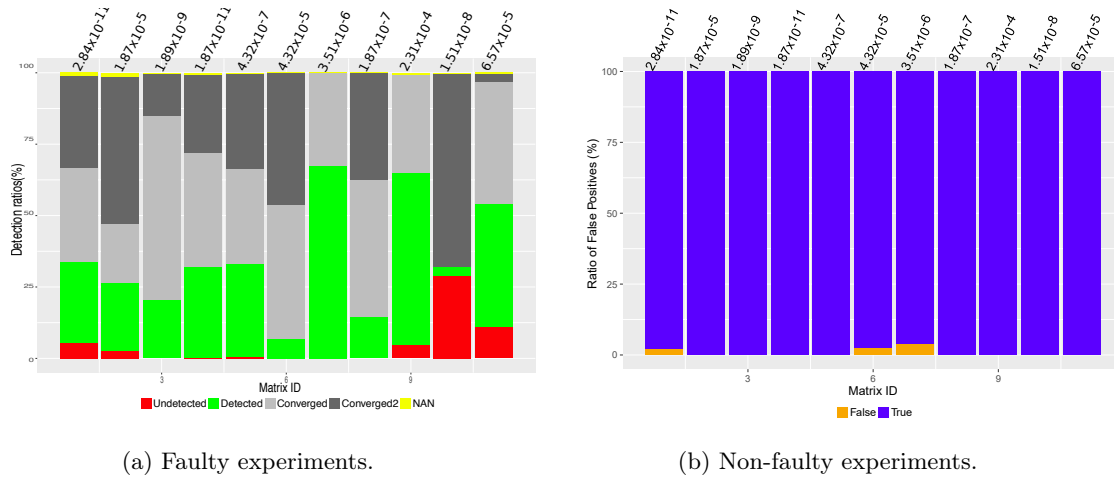 2.84x10⁻¹¹ 1.87x10⁻⁵ 1.89x10⁻⁹ 1.87x10⁻¹¹ 4.32x10⁻⁷ 4.32x10⁻⁵ 3.51x10⁻⁶ 1.87x10⁻⁷ 2.31x10⁻⁴ 1.51x10⁻⁸ 6.57x10⁻⁵
100
75
50
25
0
Detection ratios(%)
3 6 9
Matrix ID
Undetected Detected Converged Converged2 NAN
(a) Faulty experiments.
2.84x10⁻¹¹ 1.87x10⁻⁵ 1.89x10⁻⁹ 1.87x10⁻¹¹ 4.32x10⁻⁷ 4.32x10⁻⁵ 3.51x10⁻⁶ 1.87x10⁻⁷ 2.31x10⁻⁴ 1.51x10⁻⁸ 6.57x10⁻⁵
100
75
50
25
0
Ratio of False Positives (%)
3 6 9
Matrix ID
False True
(b) Non-faulty experiments.